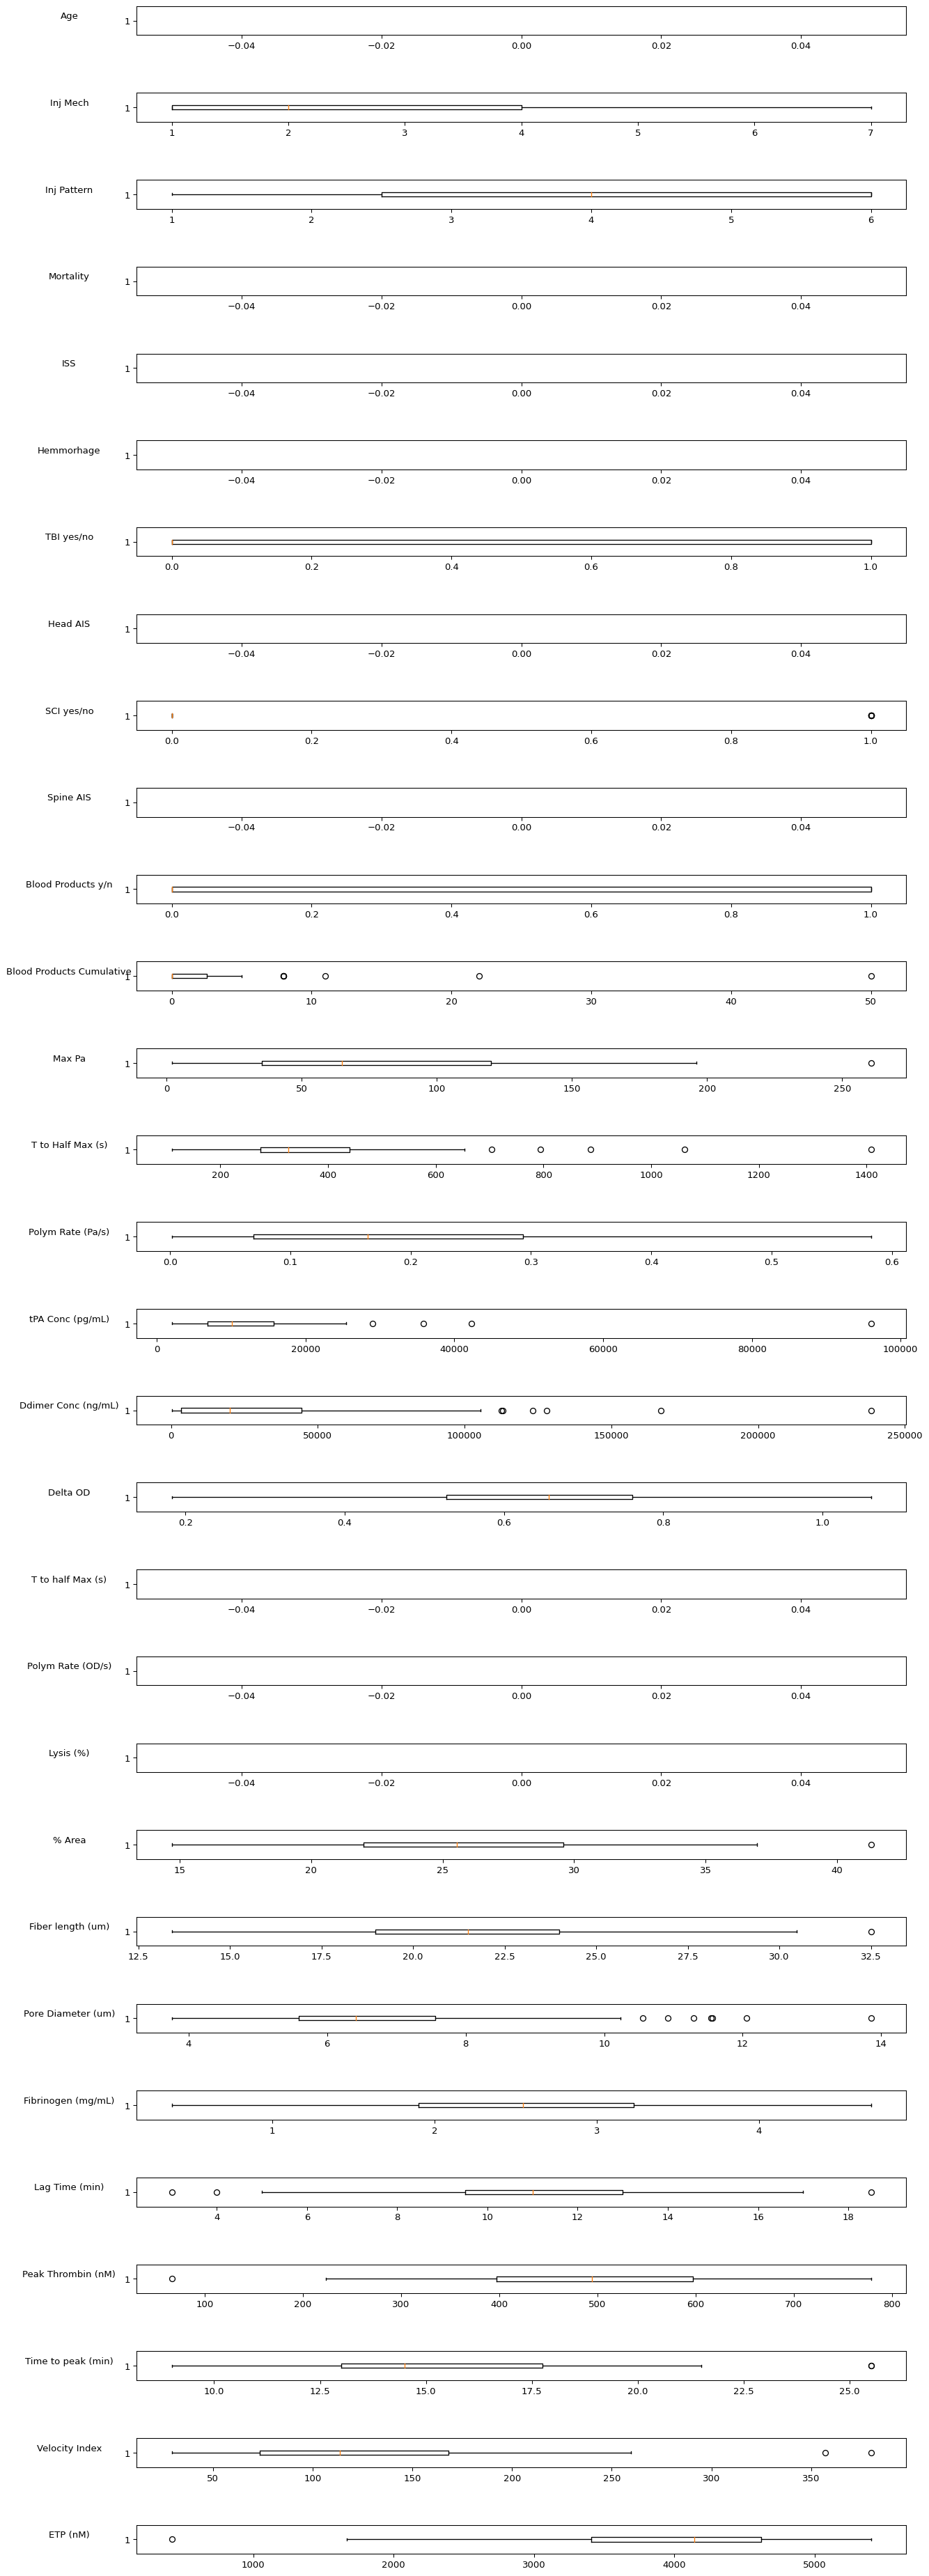 Age
1
−0.04 −0.02 0.00 0.02 0.04
Inj Mech
1
1 2 3 4 5 6 7
Inj Pattern
1
1 2 3 4 5 6
Mortality
1
−0.04 −0.02 0.00 0.02 0.04
ISS
1
−0.04 −0.02 0.00 0.02 0.04
Hemmorhage
1
−0.04 −0.02 0.00 0.02 0.04
TBI yes/no
1
0.0 0.2 0.4 0.6 0.8 1.0
Head AIS
1
−0.04 −0.02 0.00 0.02 0.04
SCI yes/no
1
0.0 0.2 0.4 0.6 0.8 1.0
Spine AIS
1
−0.04 −0.02 0.00 0.02 0.04
Blood Products y/n
1
0.0 0.2 0.4 0.6 0.8 1.0
Blood Products Cumulative
1
0 10 20 30 40 50
Max Pa
1
0 50 100 150 200 250
T to Half Max (s)
1
200 400 600 800 1000 1200 1400
Polym Rate (Pa/s)
1
0.0 0.1 0.2 0.3 0.4 0.5 0.6
tPA Conc (pg/mL)
1
0 20000 40000 60000 80000 100000
Ddimer Conc (ng/mL)
1
0 50000 100000 150000 200000 250000
Delta OD
1
0.2 0.4 0.6 0.8 1.0
T to half Max (s)
1
−0.04 −0.02 0.00 0.02 0.04
Polym Rate (OD/s)
1
−0.04 −0.02 0.00 0.02 0.04
Lysis (%)
1
−0.04 −0.02 0.00 0.02 0.04
% Area
1
15 20 25 30 35 40
Fiber length (um)
1
12.5 15.0 17.5 20.0 22.5 25.0 27.5 30.0 32.5
Pore Diameter (um)
1
4 6 8 10 12 14
Fibrinogen (mg/mL)
1
1 2 3 4
Lag Time (min)
1
4 6 8 10 12 14 16 18
Peak Thrombin (nM)
1
100 200 300 400 500 600 700 800
Time to peak (min)
1
10.0 12.5 15.0 17.5 20.0 22.5 25.0
Velocity Index
1
50 100 150 200 250 300 350
ETP (nM)
1
1000 2000 3000 4000 5000